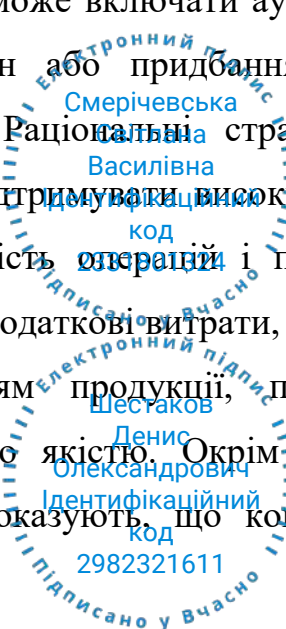 може включати ау
н або придбання
Раціональні стра
дтримувати висок
ість операцій і п
одаткові витрати,
ям продукції, п
ю якістю. Окрім
оказують, що ко
Електронний підпис
Смерічевська
Світлана
Василівна
Ідентифікаційний
код
Підписано у Вчасно
Електронний підпис
Шестаков
Денис
Олександрович
Ідентифікаційний
код
2982321611
Підписано у Вчасно